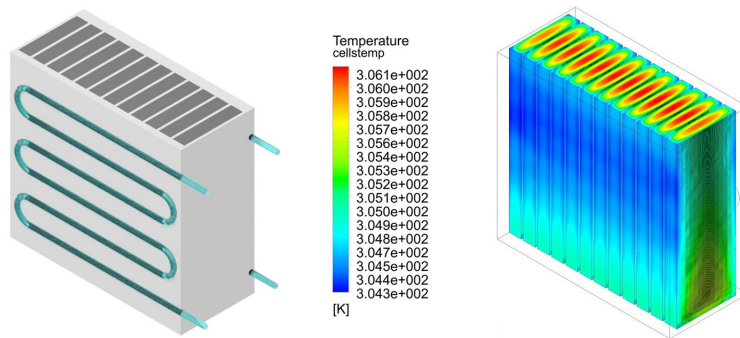 Temperature
cellstemp
3.061e+002
3.060e+002
3.059e+002
3.058e+002
3.057e+002
3.056e+002
3.054e+002
3.053e+002
3.052e+002
3.051e+002
3.050e+002
3.049e+002
3.048e+002
3.047e+002
3.045e+002
3.044e+002
3.043e+002
[K]